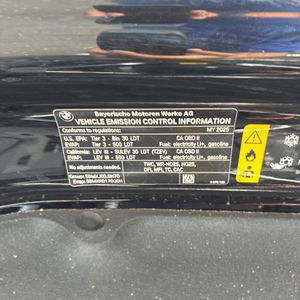 Bayerische Motoren Werke AG
VEHICLE EMISSION CONTROL INFORMATION
Conforms to regulations: MY 2025
U.S. EPA: Tier 3 - Bin 30 LDT CA OBD II
EVAP: Tier 3 - 500 LDT Fuel: electricity Li+, gasoline
California: LEV III - SULEV 30 LDT (TZEV) CA OBD II
EVAP: LEV III - 500 LDT Fuel: electricity Li+, gasoline
TWC, WR-HO2S, HO2S,
DFI, MFI, TC, CAC
Group:
Evap: